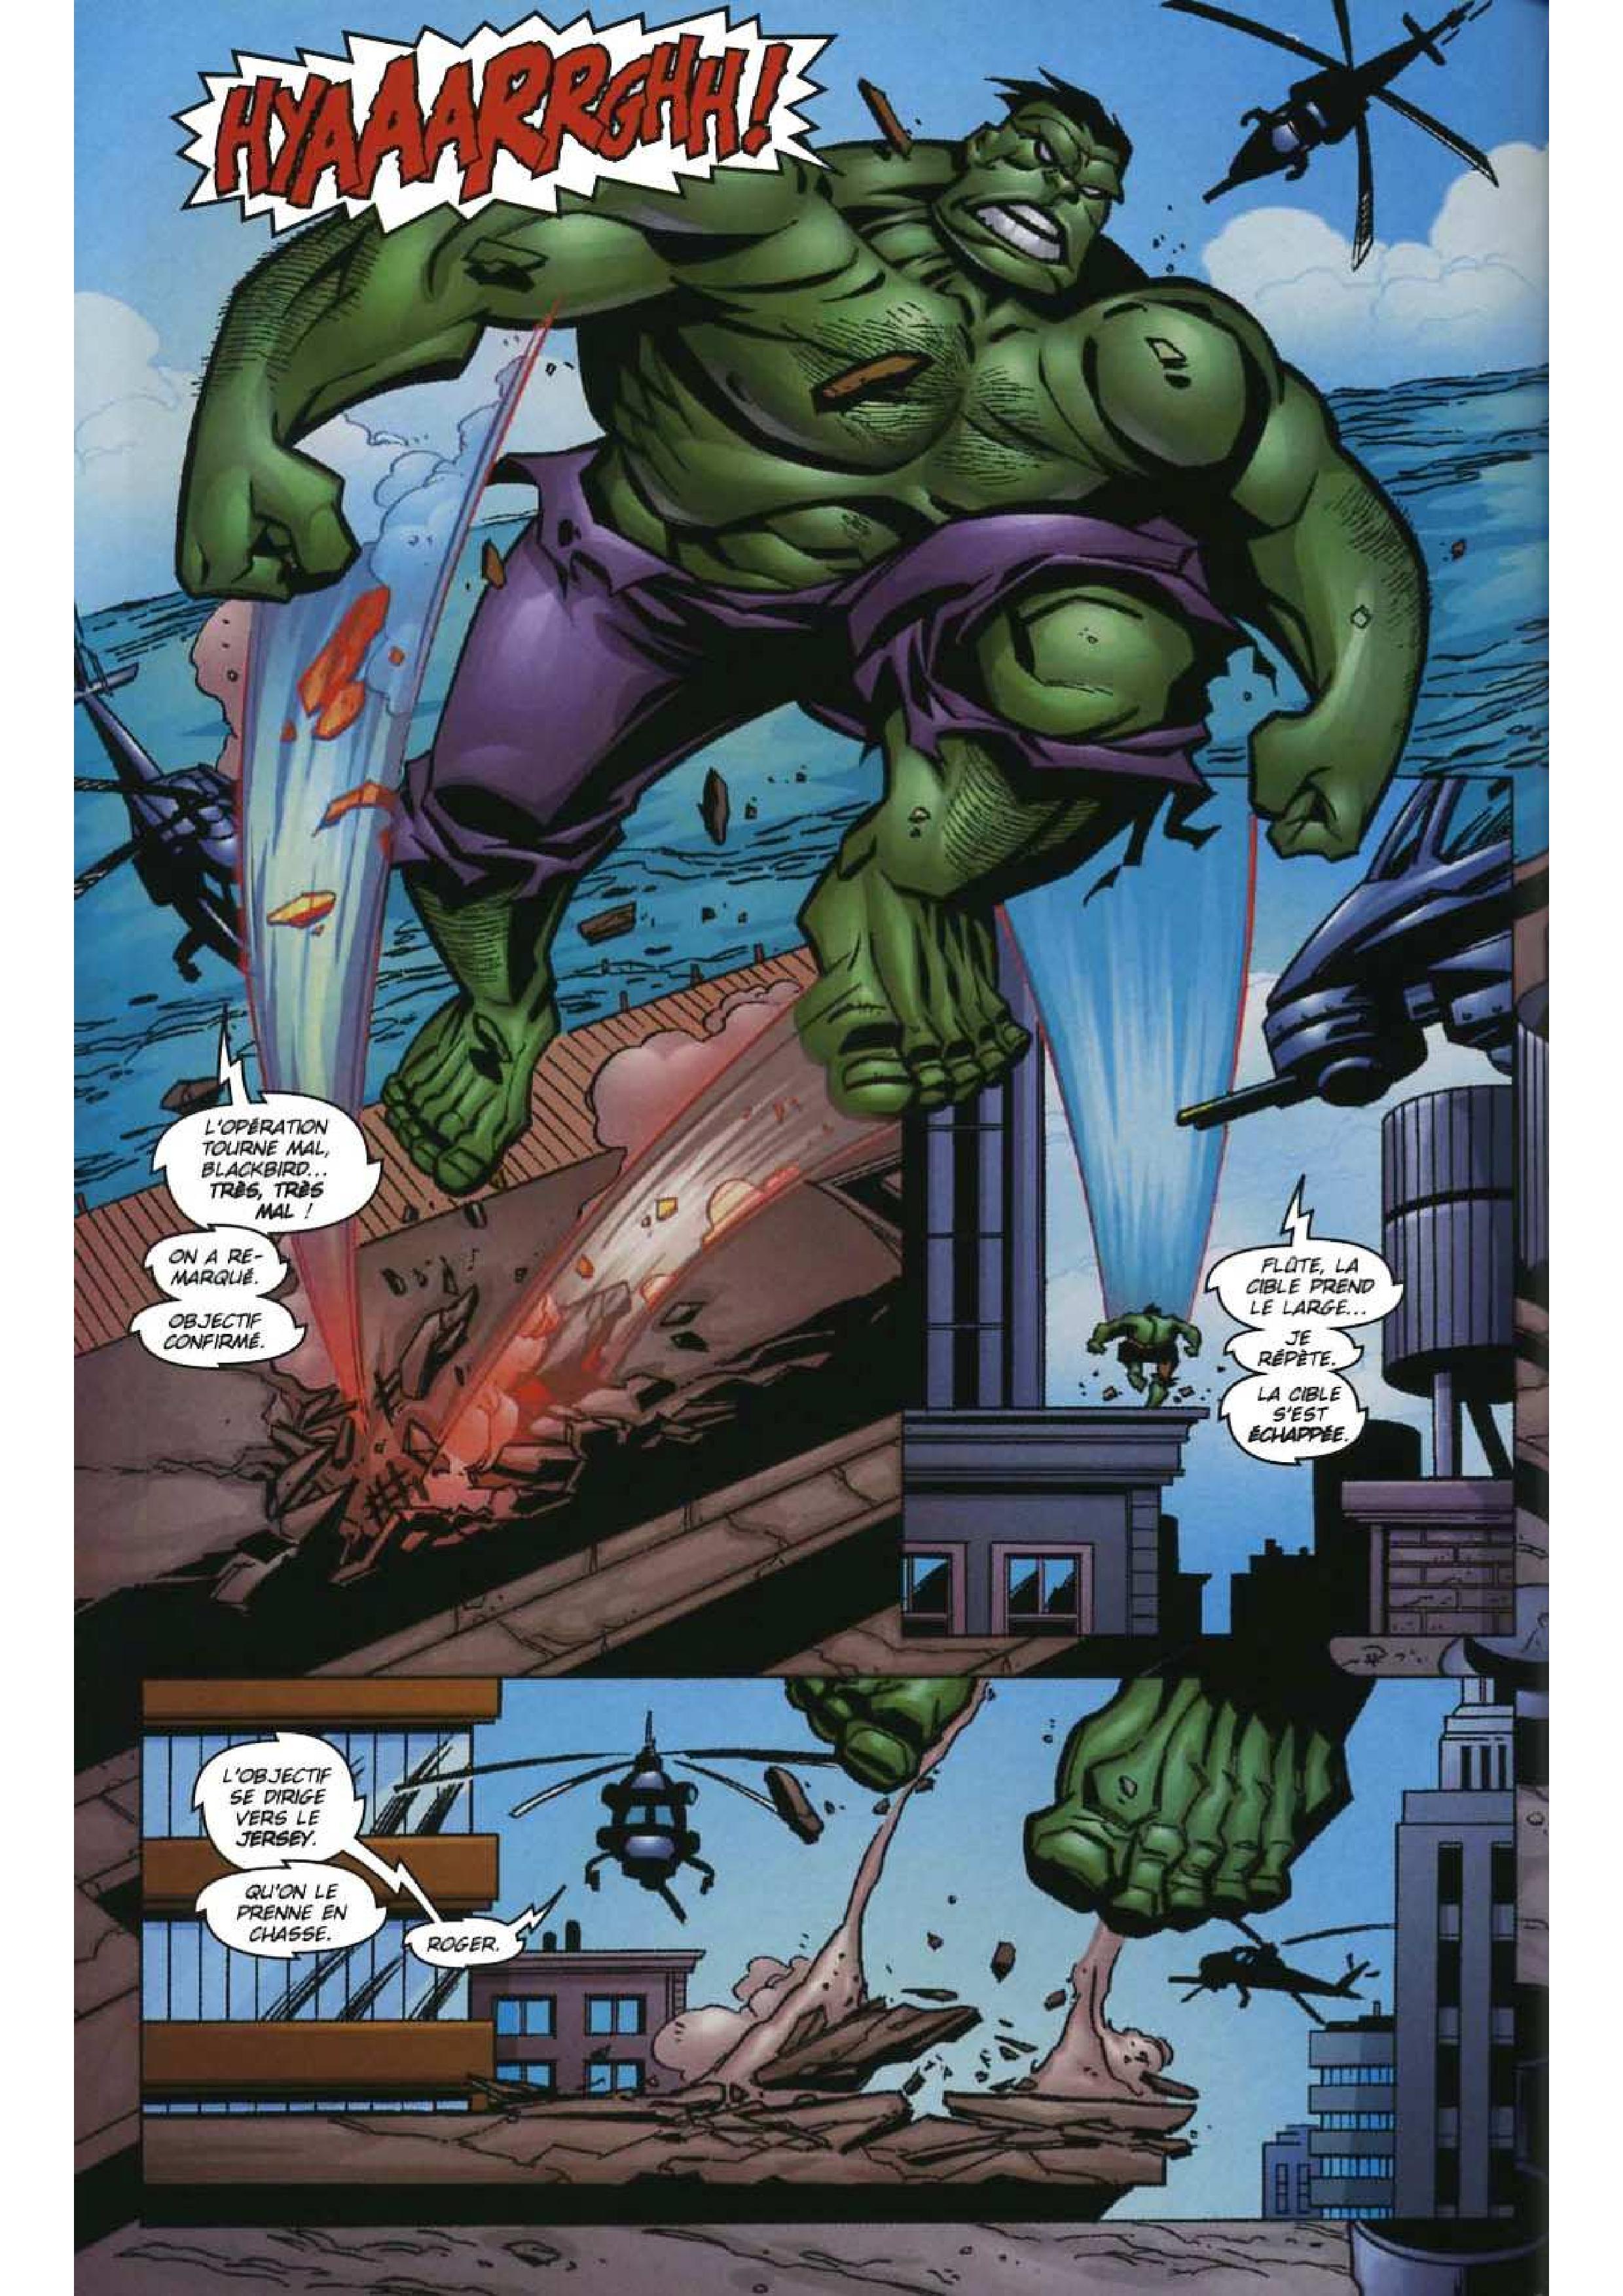 HYAAARRGHH!
L'OPÉRATION
TOURNE MAL,
BLACKBIRD...
TRÈS, TRÈS
MAL !
ON A RE-
MARQUÉ.
OBJECTIF
CONFIRMÉ.
FLÛTE, LA
CIBLE PREND
LE LARGE...
JE
RÉPÈTE.
LA CIBLE
S'EST
ÉCHAPPÉE.
L'OBJECTIF
SE DIRIGE
VERS LE
JERSEY.
QU'ON LE
PRENNE EN
CHASSE.
ROGER.